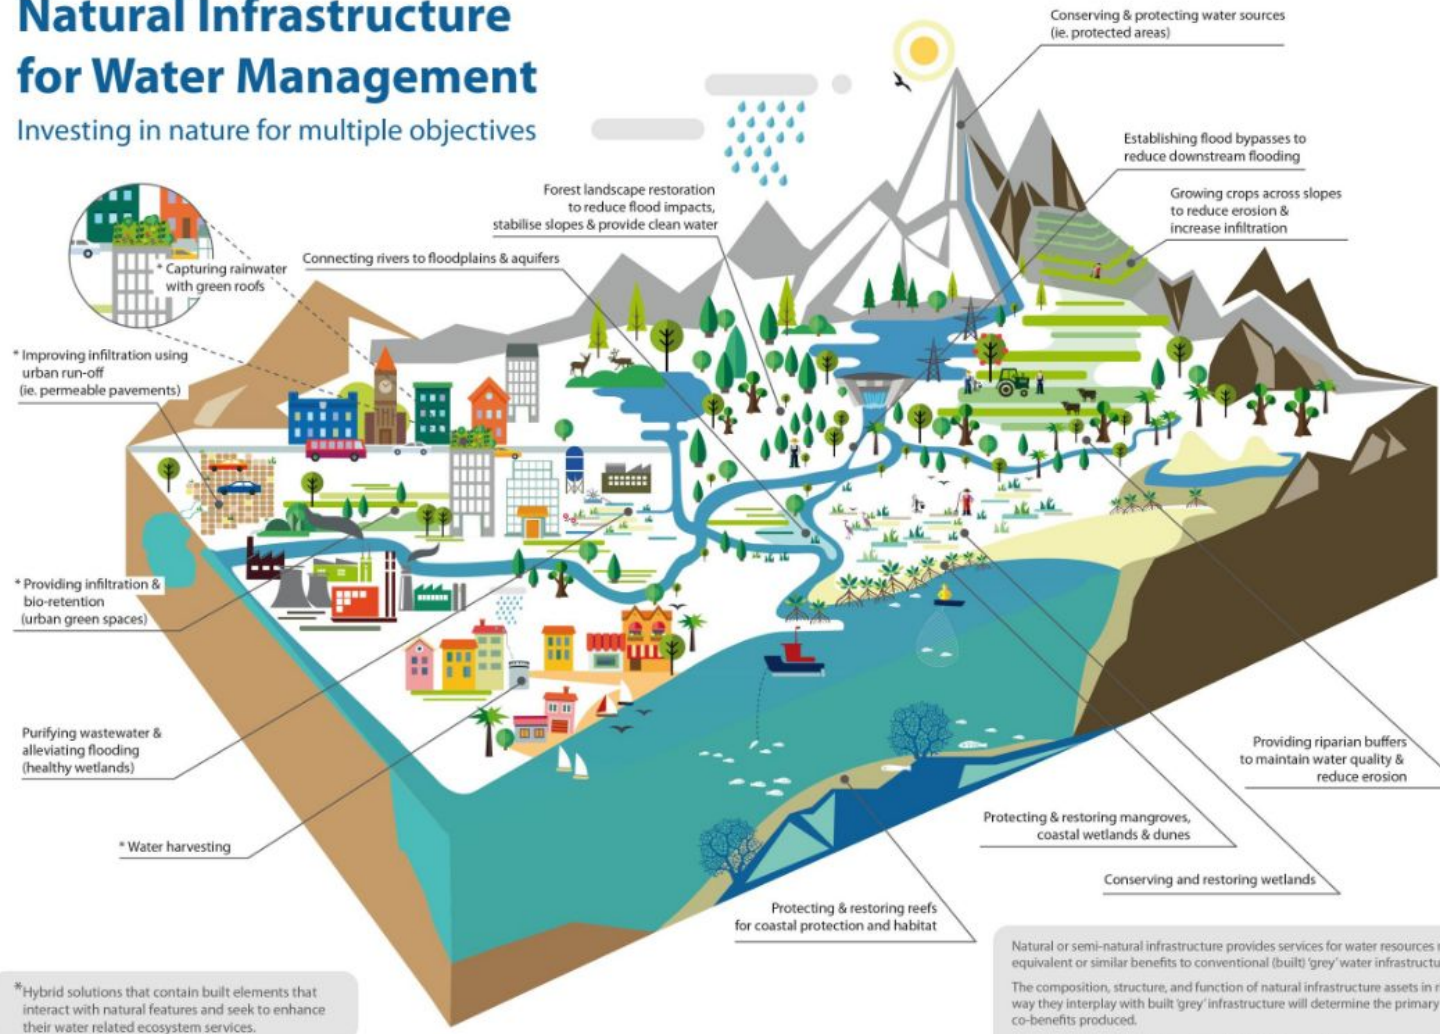 Natural Infrastructure
for Water Management
Investing in nature for multiple objectives
Conserving & protecting water sources
(ie. protected areas)
Establishing flood bypasses to
reduce downstream flooding
Growing crops across slopes
to reduce erosion &
increase infiltration
Forest landscape restoration
to reduce flood impacts,
stabilise slopes & provide clean water
Connecting rivers to floodplains & aquifers
* Capturing rainwater
with green roofs
* Improving infiltration using
urban run-off
(ie. permeable pavements)
* Providing infiltration &
bio-retention
(urban green spaces)
Purifying wastewater &
alleviating flooding
(healthy wetlands)
* Water harvesting
Providing riparian buffers
to maintain water quality &
reduce erosion
Protecting & restoring mangroves,
coastal wetlands & dunes
Conserving and restoring wetlands
Protecting & restoring reefs
for coastal protection and habitat
*Hybrid solutions that contain built elements that
interact with natural features and seek to enhance
their water related ecosystem services.
Natural or semi-natural infrastructure provides services for water resources
equivalent or similar benefits to conventional (built) 'grey' water
The composition, structure, and function of natural infrastructure assets in
way they interplay with built 'grey' infrastructure will determine the primary
co-benefits produced.